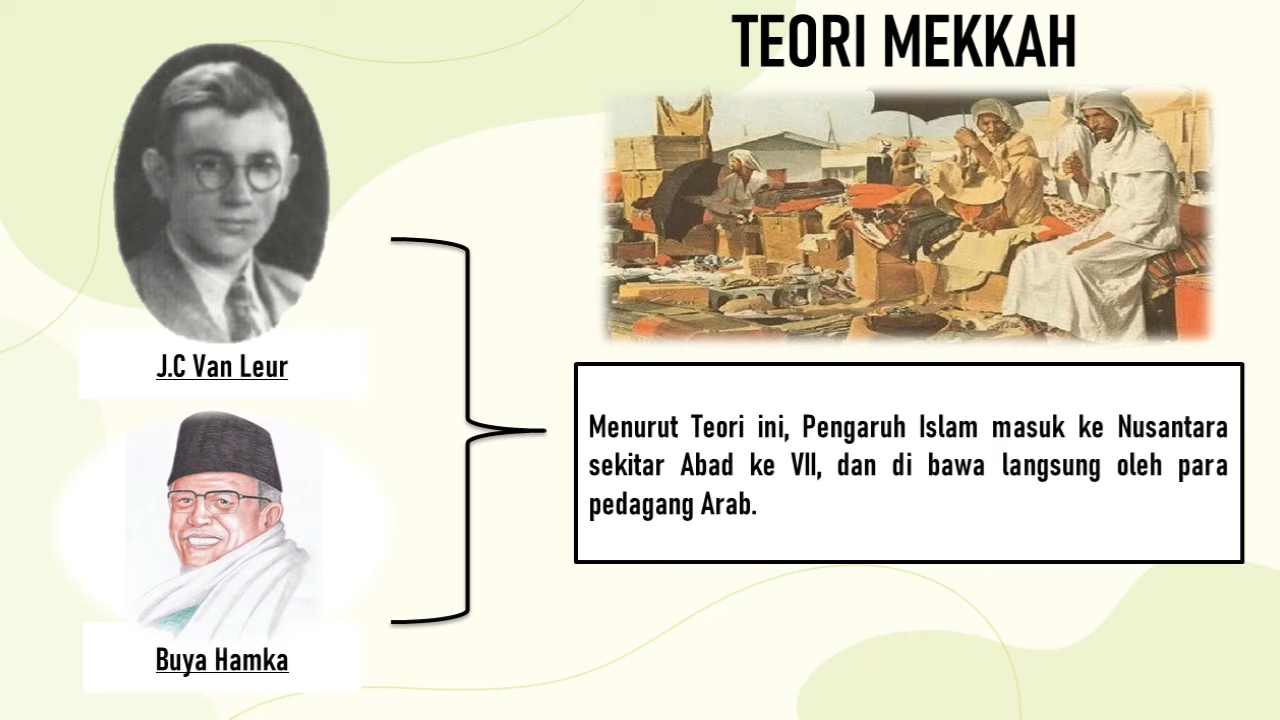 TEORI MEKKAH
J.C Van Leur
Menurut Teori ini, Pengaruh Islam masuk ke Nusantara
sekitar Abad ke VII, dan di bawa langsung oleh para
pedagang Arab.
Buya Hamka